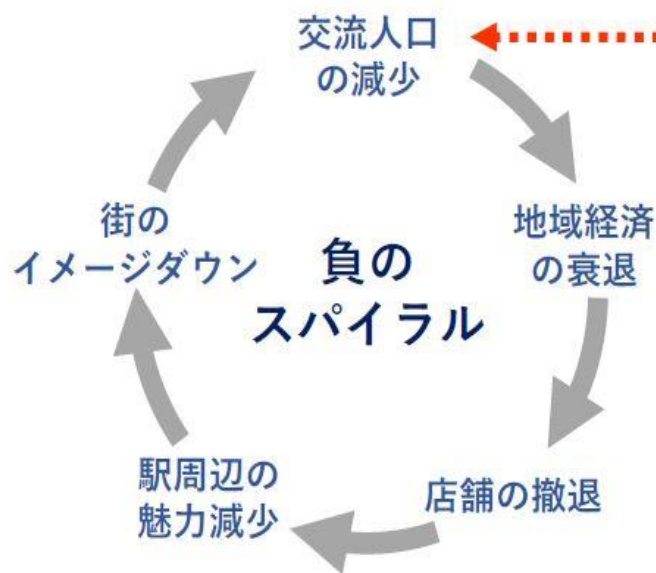 交流人口
の減少
地域経済
の衰退
店舗の撤退
駅周辺の
魅力減少
街の
イメージダウン
負の
スパイラル